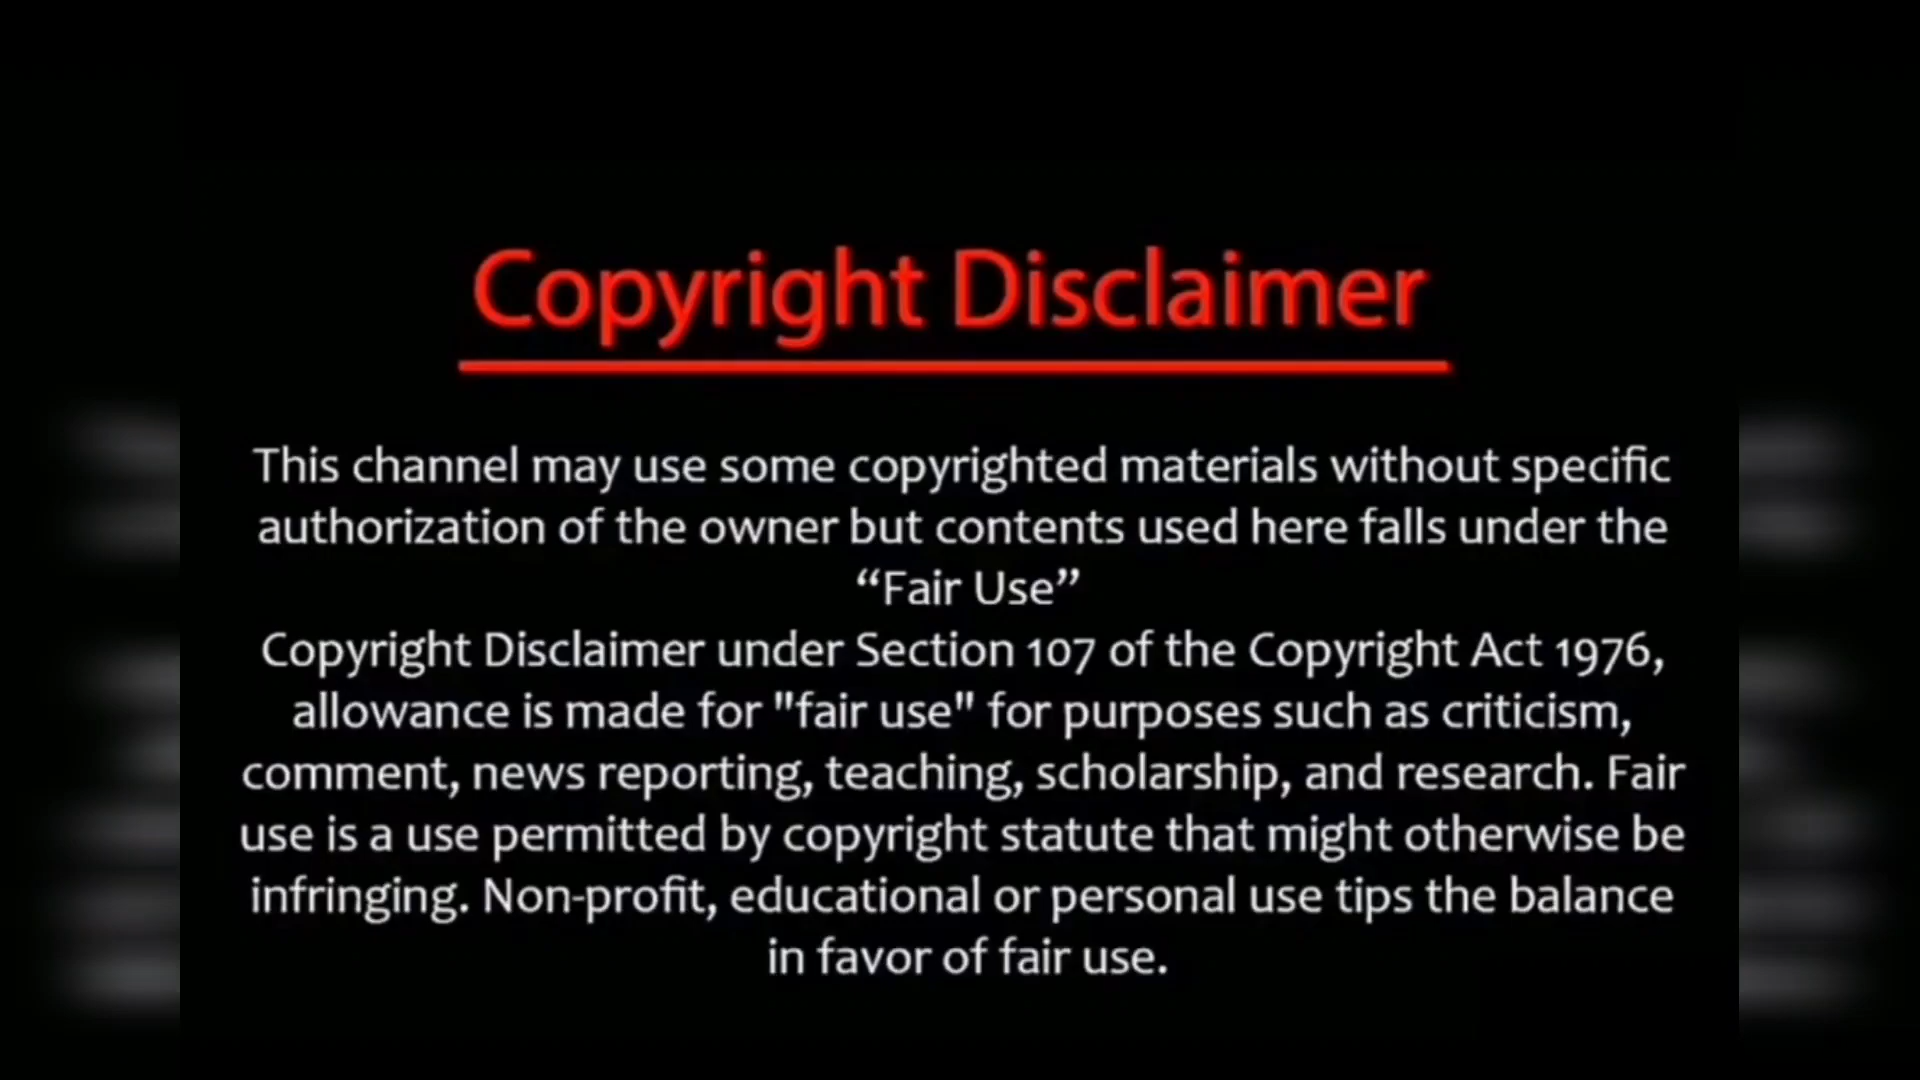 Copyright Disclaimer
This channel may use some copyrighted materials without specific
authorization of the owner but contents used here falls under the
“Fair Use”
Copyright Disclaimer under Section 107 of the Copyright Act 1976,
allowance is made for "fair use" for purposes such as criticism,
comment, news reporting, teaching, scholarship, and research. Fair
use is a use permitted by copyright statute that might otherwise be
infringing. Non-profit, educational or personal use tips the balance
in favor of fair use.